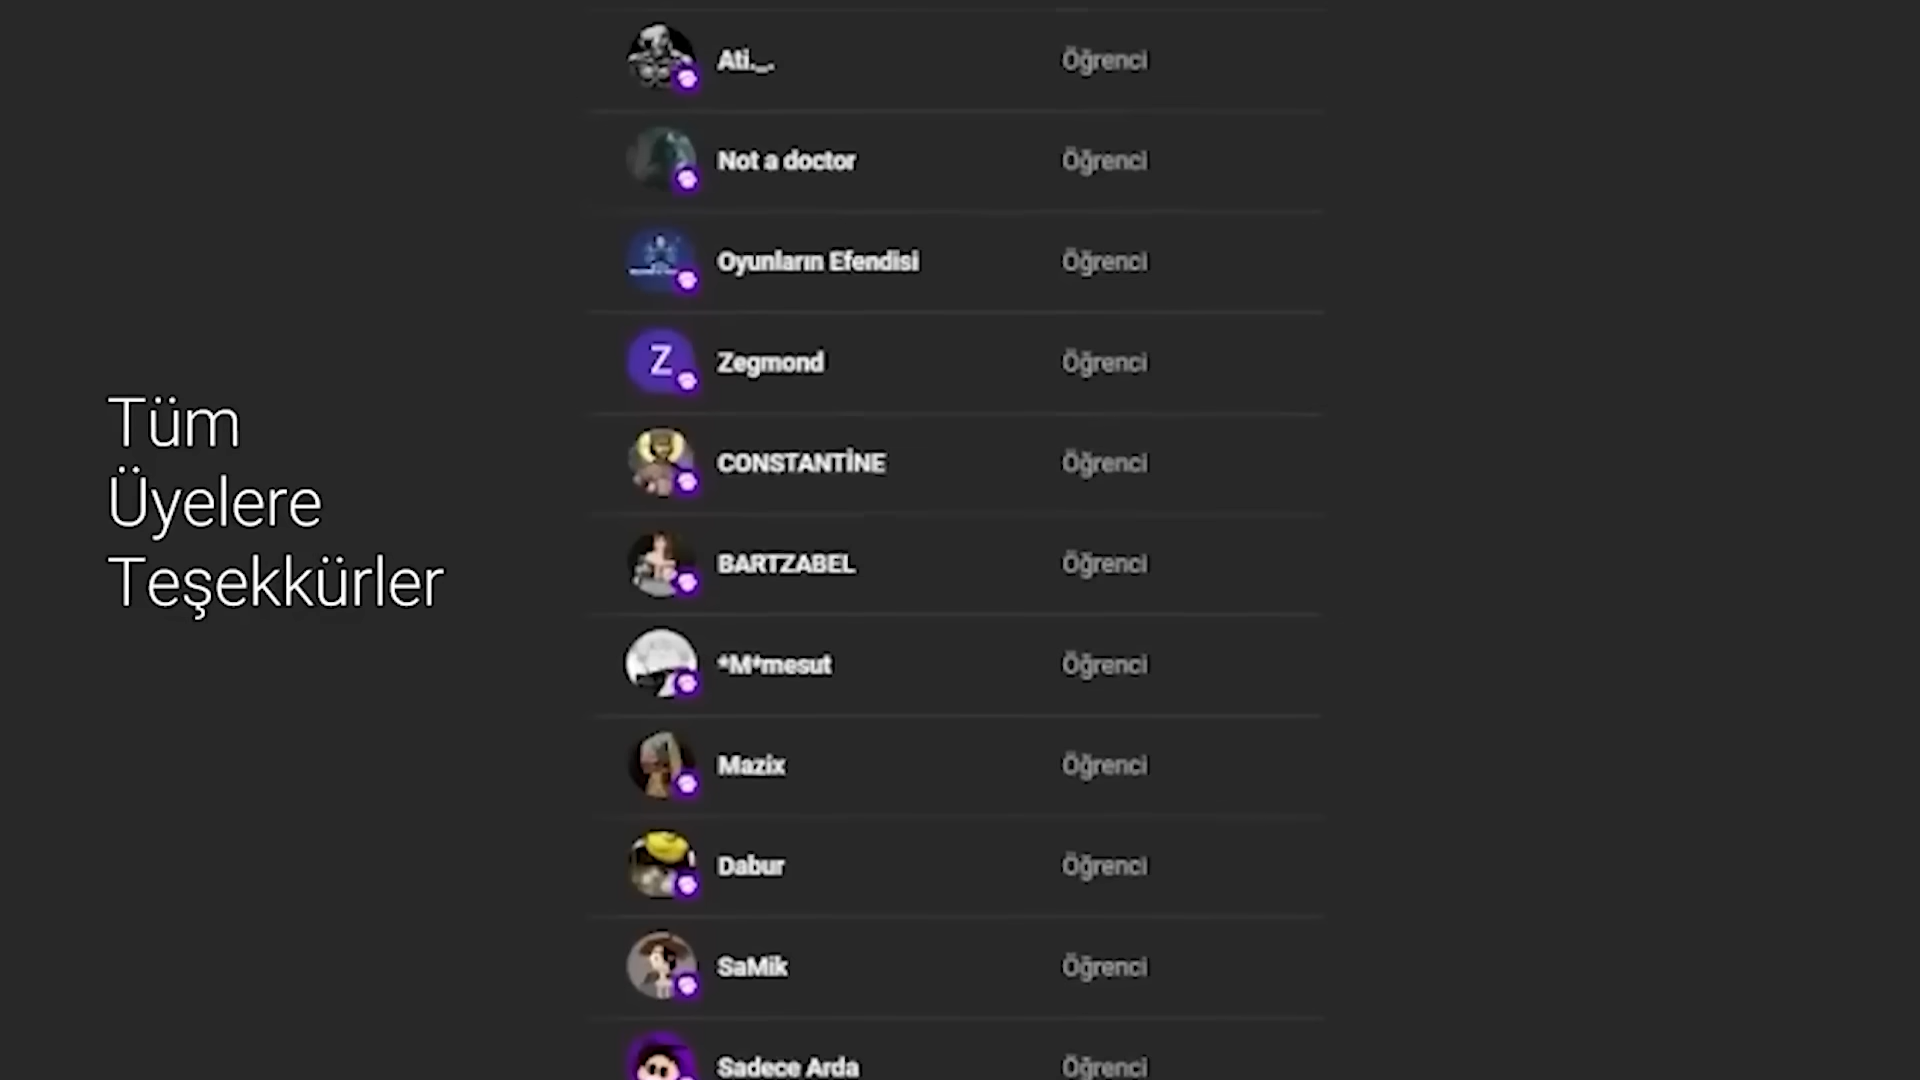 Ati._.
Öğrenci
Not a doctor
Öğrenci
Oyunların Efendisi
Öğrenci
Z
Zegmond
Öğrenci
Tüm
Üyelere
Teşekkürler
CONSTANTİNE
Öğrenci
BARTZABEL
Öğrenci
*M*mesut
Öğrenci
Mazix
Öğrenci
Dabur
Öğrenci
SaMik
Öğrenci
Sadece Arda
Öğrenci